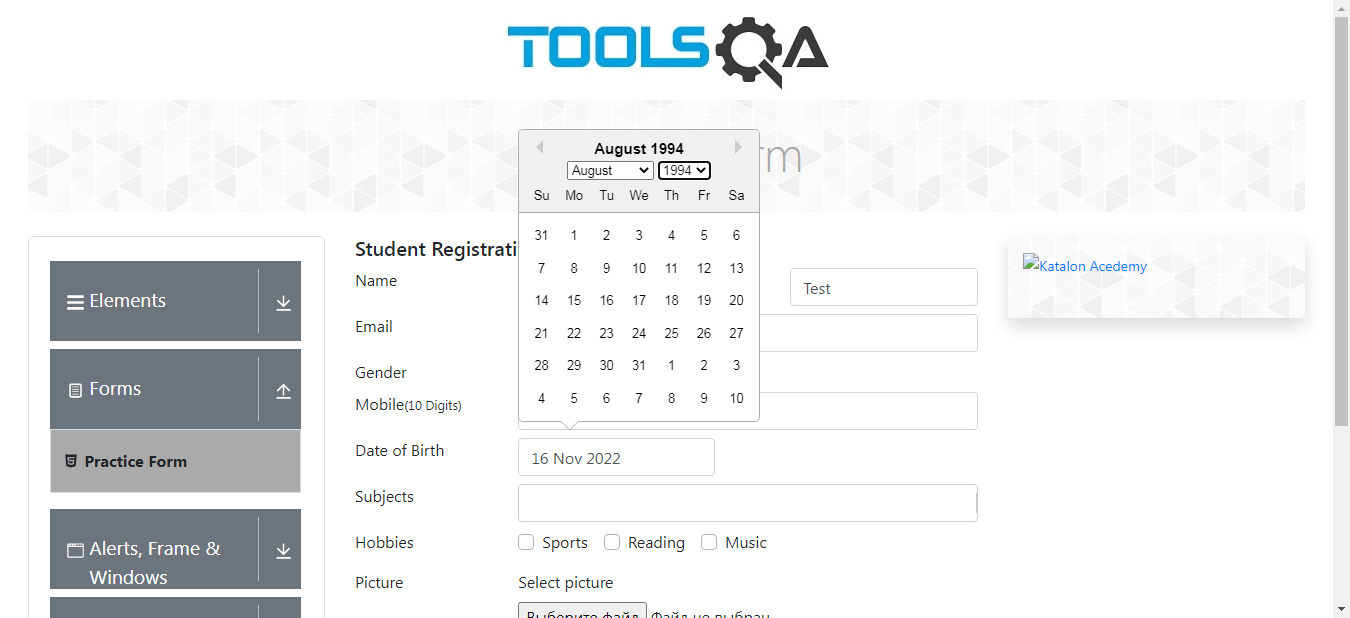 TOOLSQA
rm
August 1994
August 1994
Su Mo Tu We Th Fr Sa
31 1 2 3 4 5 6
7 8 9 10 11 12 13
14 15 16 17 18 19 20
21 22 23 24 25 26 27
28 29 30 31 1 2 3
4 5 6 7 8 9 10
Elements
Forms
Practice Form
Alerts, Frame &
Windows
Student Registrati
Name Test
Email
Gender
Mobile(10 Digits)
Date of Birth 16 Nov 2022
Subjects
Hobbies Sports Reading Music
Picture Select picture
Выберите файл Файл не выбран
Katalon Acedemy